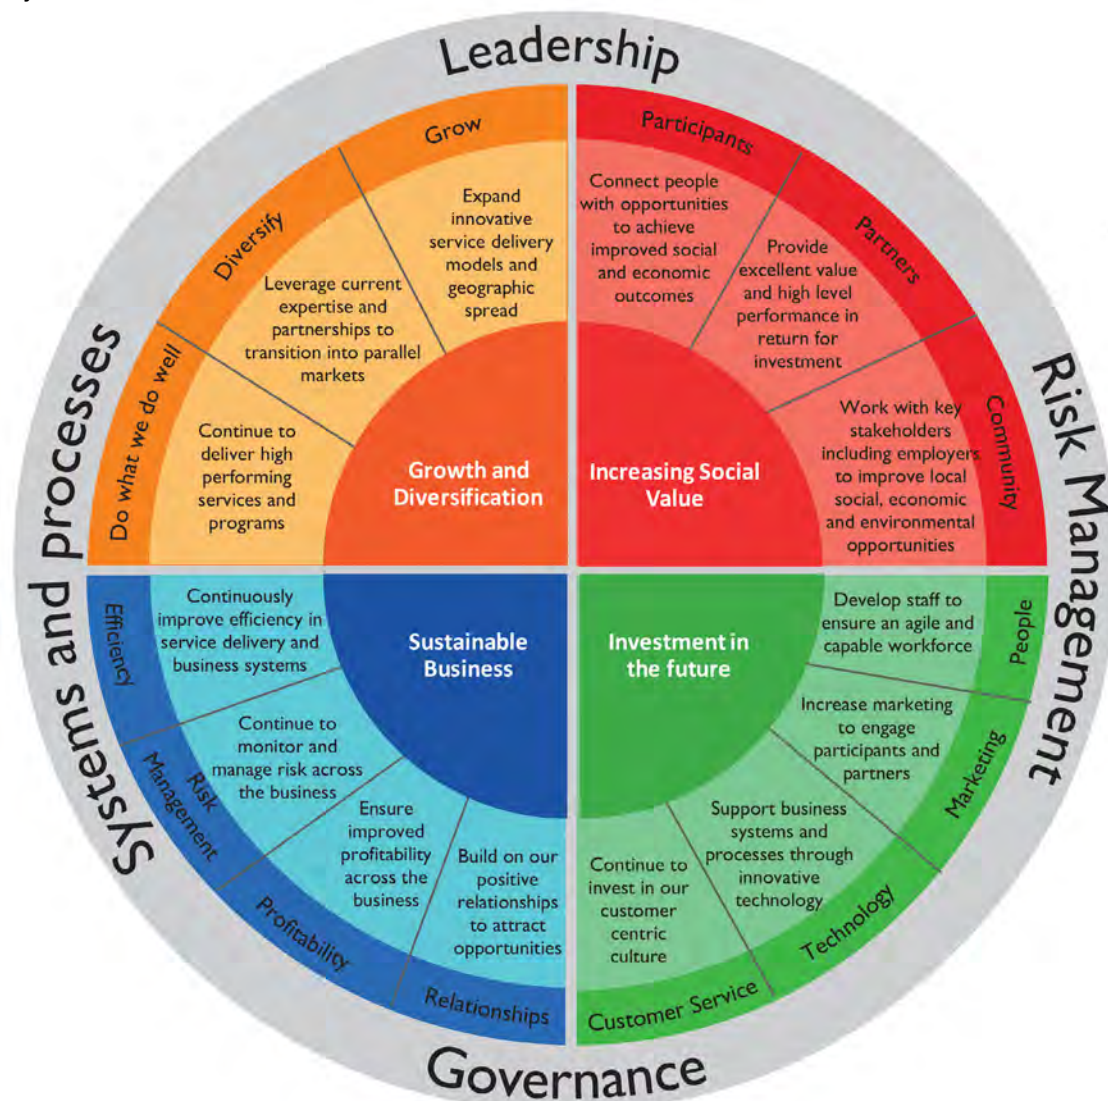 Leadership
Grow
Expand
innovative
service delivery
models and
geographic
spread
Diversify
Leverage current
expertise and
partnerships to
transition into parallel
markets
Do what we do well
Continue to
deliver high
performing
services and
programs
Growth and
Diversification
Participants
Connect people
with opportunities
to achieve
improved social
and economic
outcomes
Partners
Provide
excellent value
and high level
performance in
return for
investment
Community
Work with key
stakeholders
including employers
to improve local
social, economic
and environmental
opportunities
Increasing Social
Value
Risk Management
People
Develop staff to
ensure an agile and
capable workforce
Marketing
Increase marketing
to engage
participants and
partners
Technology
Support business
systems and
processes through
innovative
technology
Customer Service
Continue to
invest in our
customer
centric
culture
Investment in
the future
Governance
Efficiency
Continuously
improve efficiency in
service delivery and
business systems
Risk
Management
Continue to
monitor and
manage risk across
the business
Profitability
Ensure
improved
profitability
across the
business
Relationships
Build on our
positive
relationships
to attract
opportunities
Sustainable
Business
Systems and processes